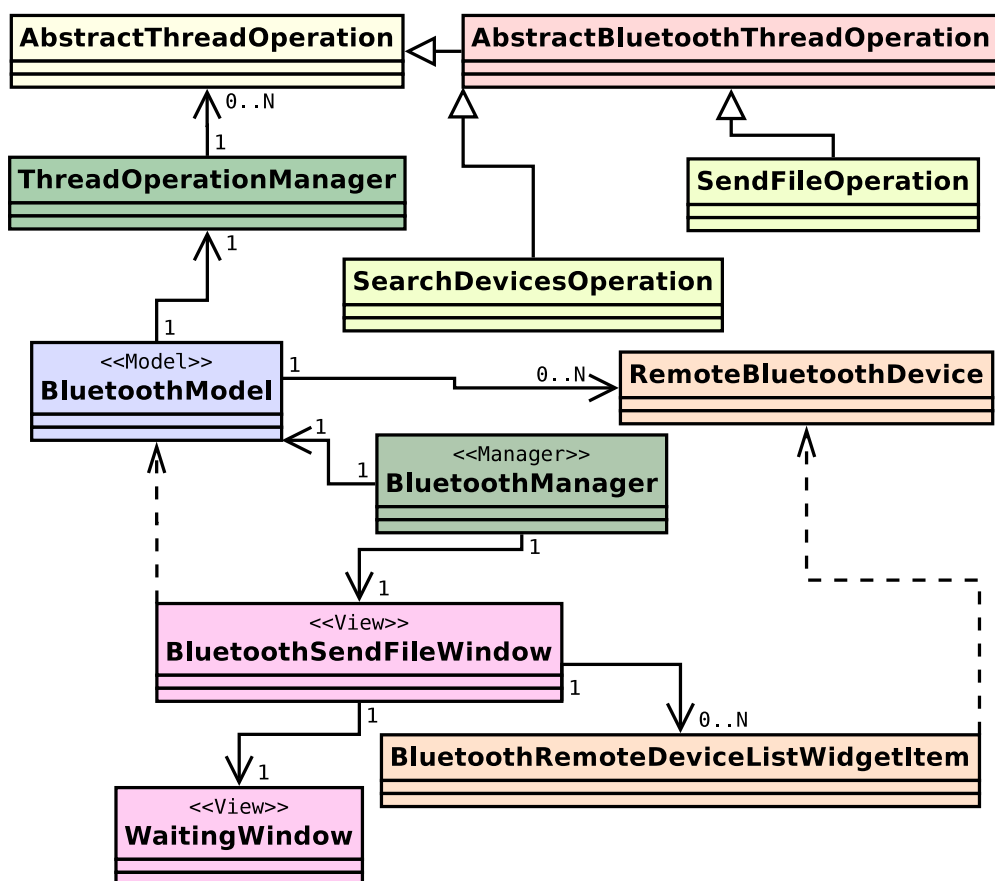 AbstractThreadOperation
AbstractBluetoothThreadOperation
0..N
1
ThreadOperationManager
SendFileOperation
1
SearchDevicesOperation
1
<<Model>>
BluetoothModel
1
0..N
RemoteBluetoothDevice
1
1
<<Manager>>
BluetoothManager
1
1
<<View>>
BluetoothSendFileWindow
1
1
0..N
BluetoothRemoteDeviceListWidgetItem
1
<<View>>
WaitingWindow